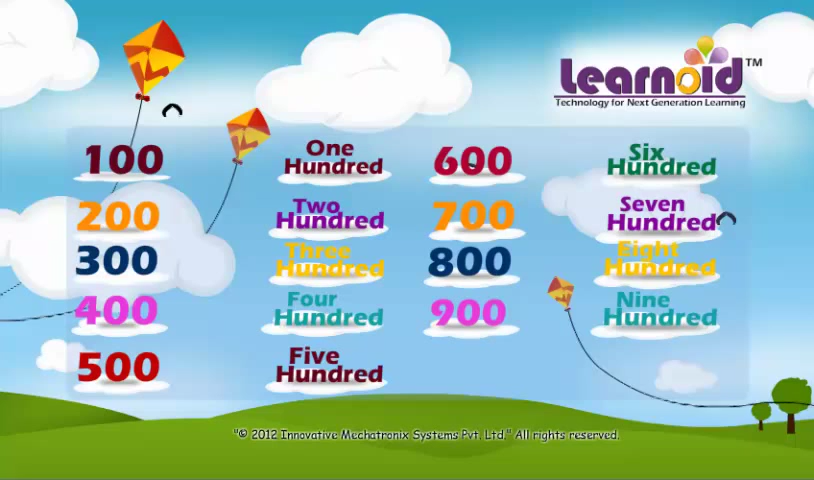 Learnoid™
Technology for Next Generation Learning
100 One Hundred
200 Two Hundred
300 Three Hundred
400 Four Hundred
500 Five Hundred
600 Six Hundred
700 Seven Hundred
800 Eight Hundred
900 Nine Hundred
"© 2012 Innovative Mechatronix Systems Pvt. Ltd." All rights reserved.